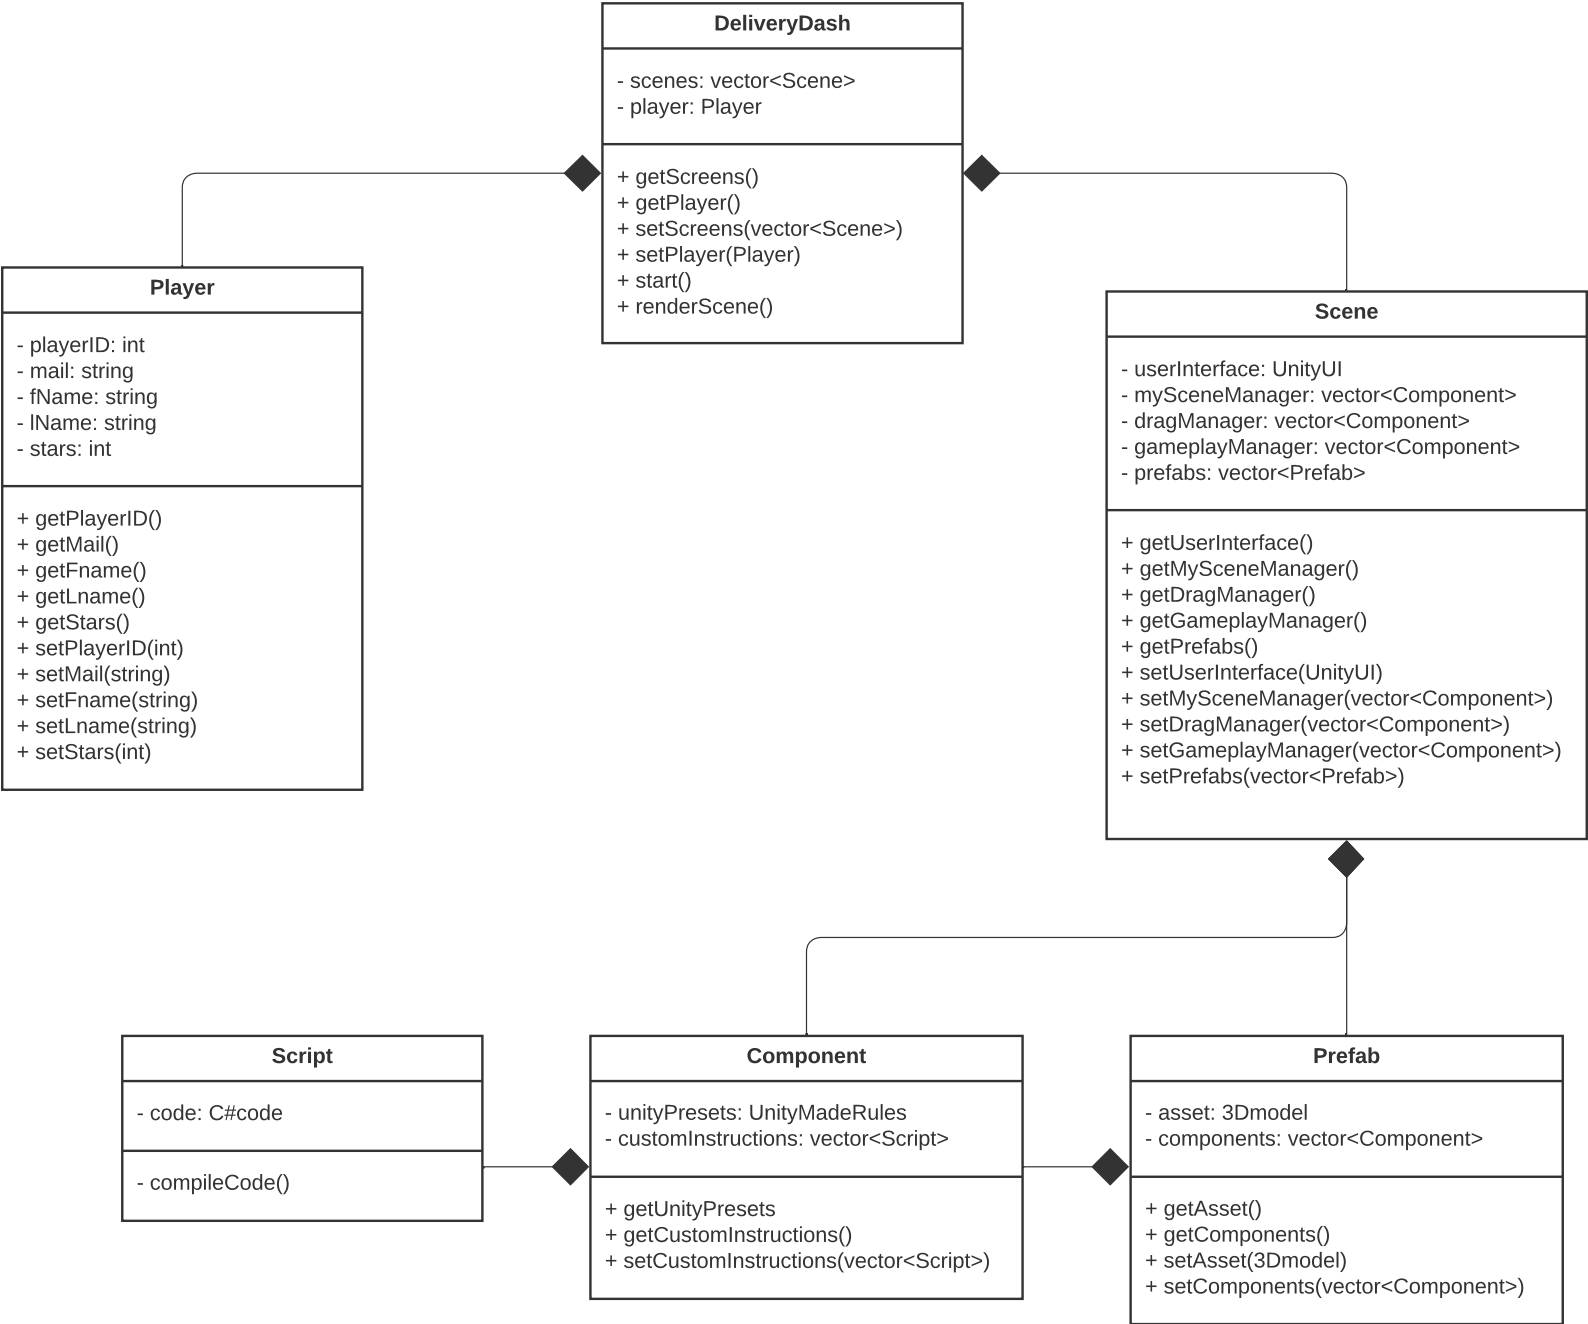 DeliveryDash
- scenes: vector<Scene>
- player: Player
+ getScreens()
+ getPlayer()
+ setScreens(vector<Scene>)
+ setPlayer(Player)
+ start()
+ renderScene()
Player
- playerID: int
- mail: string
- fName: string
- lName: string
- stars: int
+ getPlayerID()
+ getMail()
+ getFname()
+ getLname()
+ getStars()
+ setPlayerID(int)
+ setMail(string)
+ setFname(string)
+ setLname(string)
+ setStars(int)
Scene
- userInterface: UnityUI
- mySceneManager: vector<Component>
- dragManager: vector<Component>
- gameplayManager: vector<Component>
- prefabs: vector<Prefab>
+ getUserInterface()
+ getMySceneManager()
+ getDragManager()
+ getGameplayManager()
+ getPrefabs()
+ setUserInterface(UnityUI)
+ setMySceneManager(vector<Component>)
+ setDragManager(vector<Component>)
+ setGameplayManager(vector<Component>)
+ setPrefabs(vector<Prefab>)
Script
- code: C#code
- compileCode()
Component
- unityPresets: UnityMadeRules
- customInstructions: vector<Script>
+ getUnityPresets
+ getCustomInstructions()
+ setCustomInstructions(vector<Script>)
Prefab
- asset: 3Dmodel
- components: vector<Component>
+ getAsset()
+ getComponents()
+ setAsset(3Dmodel)
+ setComponents(vector<Component>)